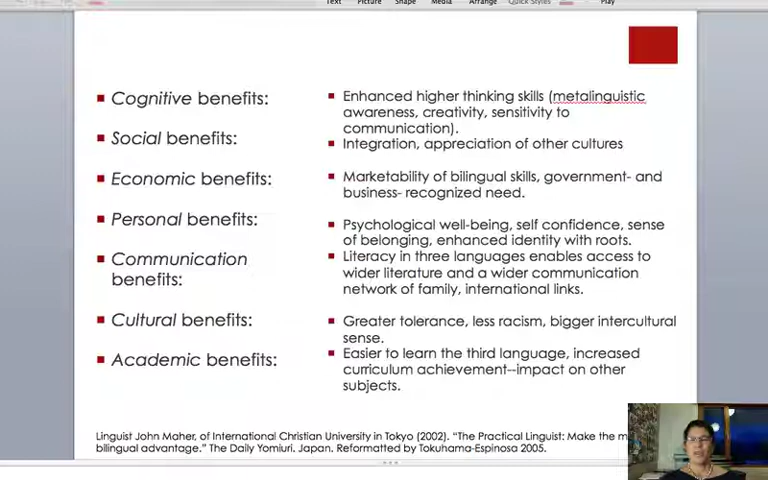 Text Picture Shape Media Arrange Quick Styles Play
Cognitive benefits:
Enhanced higher thinking skills (metalinguistic
awareness, creativity, sensitivity to
communication).
Social benefits:
Integration, appreciation of other cultures
Economic benefits:
Marketability of bilingual skills, government- and
business- recognized need.
Personal benefits:
Psychological well-being, self confidence, sense
of belonging, enhanced identity with roots.
Communication
benefits:
Literacy in three languages enables access to
wider literature and a wider communication
network of family, international links.
Cultural benefits:
Greater tolerance, less racism, bigger intercultural
sense.
Academic benefits:
Easier to learn the third language, increased
curriculum achievement--impact on other
subjects.
Linguist John Maher, of International Christian University in Tokyo (2002). “The Practical Linguist: Make the
bilingual advantage.” The Daily Yomiuri. Japan. Reformatted by Tokuhama-Espinosa 2005.